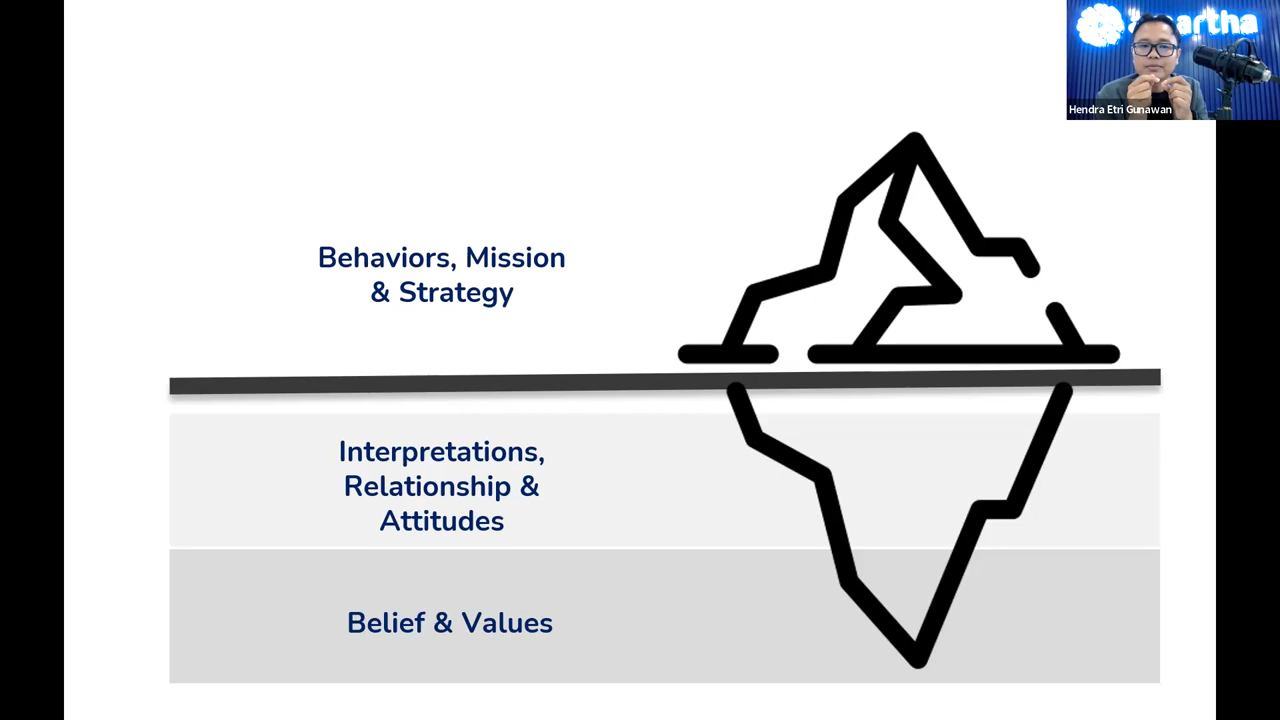 Hendra Etri Gunawan
Behaviors, Mission
& Strategy
Interpretations,
Relationship &
Attitudes
Belief & Values